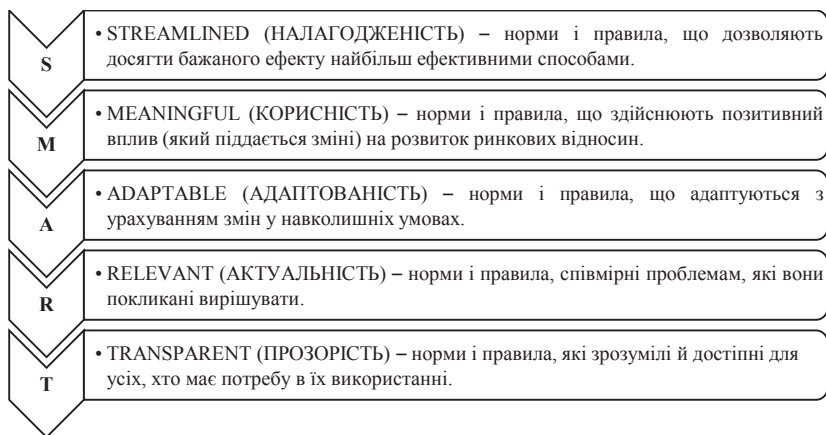 • STREAMLINED (НАЛАГОДЖЕНІСТЬ) – норми і правила, що дозволяють
S
досягти бажаного ефекту найбільш ефективними способами.
• MEANINGFUL (КОРИСНІСТЬ) – норми і правила, що здійснюють позитивний
M
вплив (який піддається зміні) на розвиток ринкових відносин.
• ADAPTABLE (АДАПТОВАНІСТЬ) – норми і правила, що адаптуються з
A
урахуванням змін у навколишніх умовах.
• RELEVANT (АКТУАЛЬНІСТЬ) – норми і правила, співмірні проблемам, які вони
R
покликані вирішувати.
• TRANSPARENT (ПРОЗОРІСТЬ) – норми і правила, які зрозумілі й доступні для
T
усіх, хто має потребу в їх використанні.